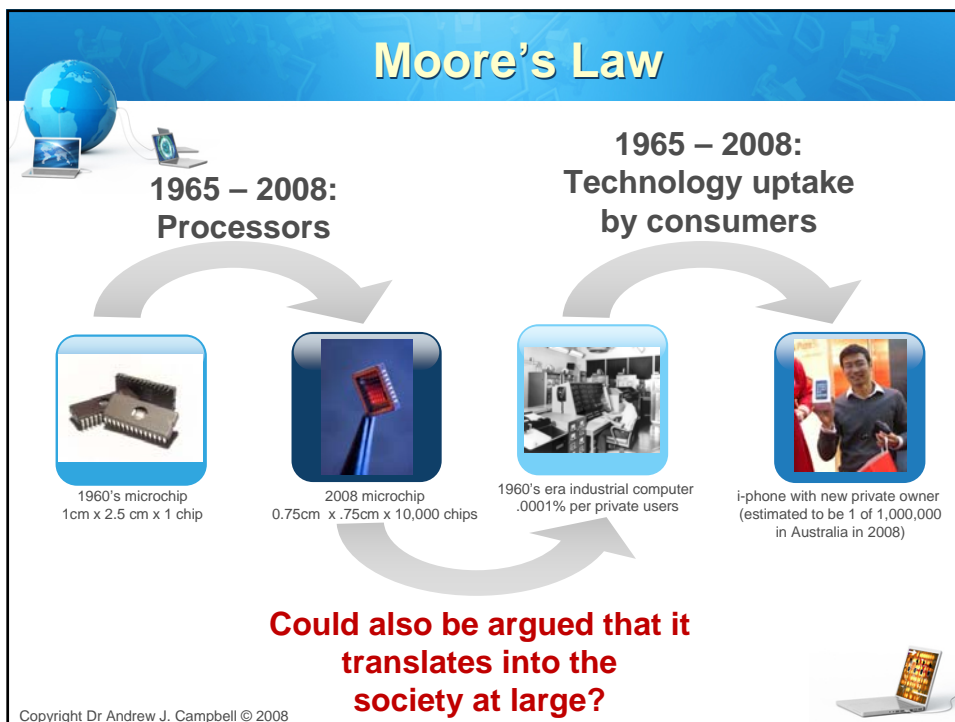 Moore's Law
1965 – 2008:
Processors
1965 – 2008:
Technology uptake
by consumers
1960's microchip
1cm x 2.5 cm x 1 chip
2008 microchip
0.75cm x .75cm x 10,000 chips
1960's era industrial computer
.0001% per private users
i-phone with new private owner
(estimated to be 1 of 1,000,000
in Australia in 2008)
Could also be argued that it
translates into the
society at large?
Copyright Dr Andrew J. Campbell © 2008